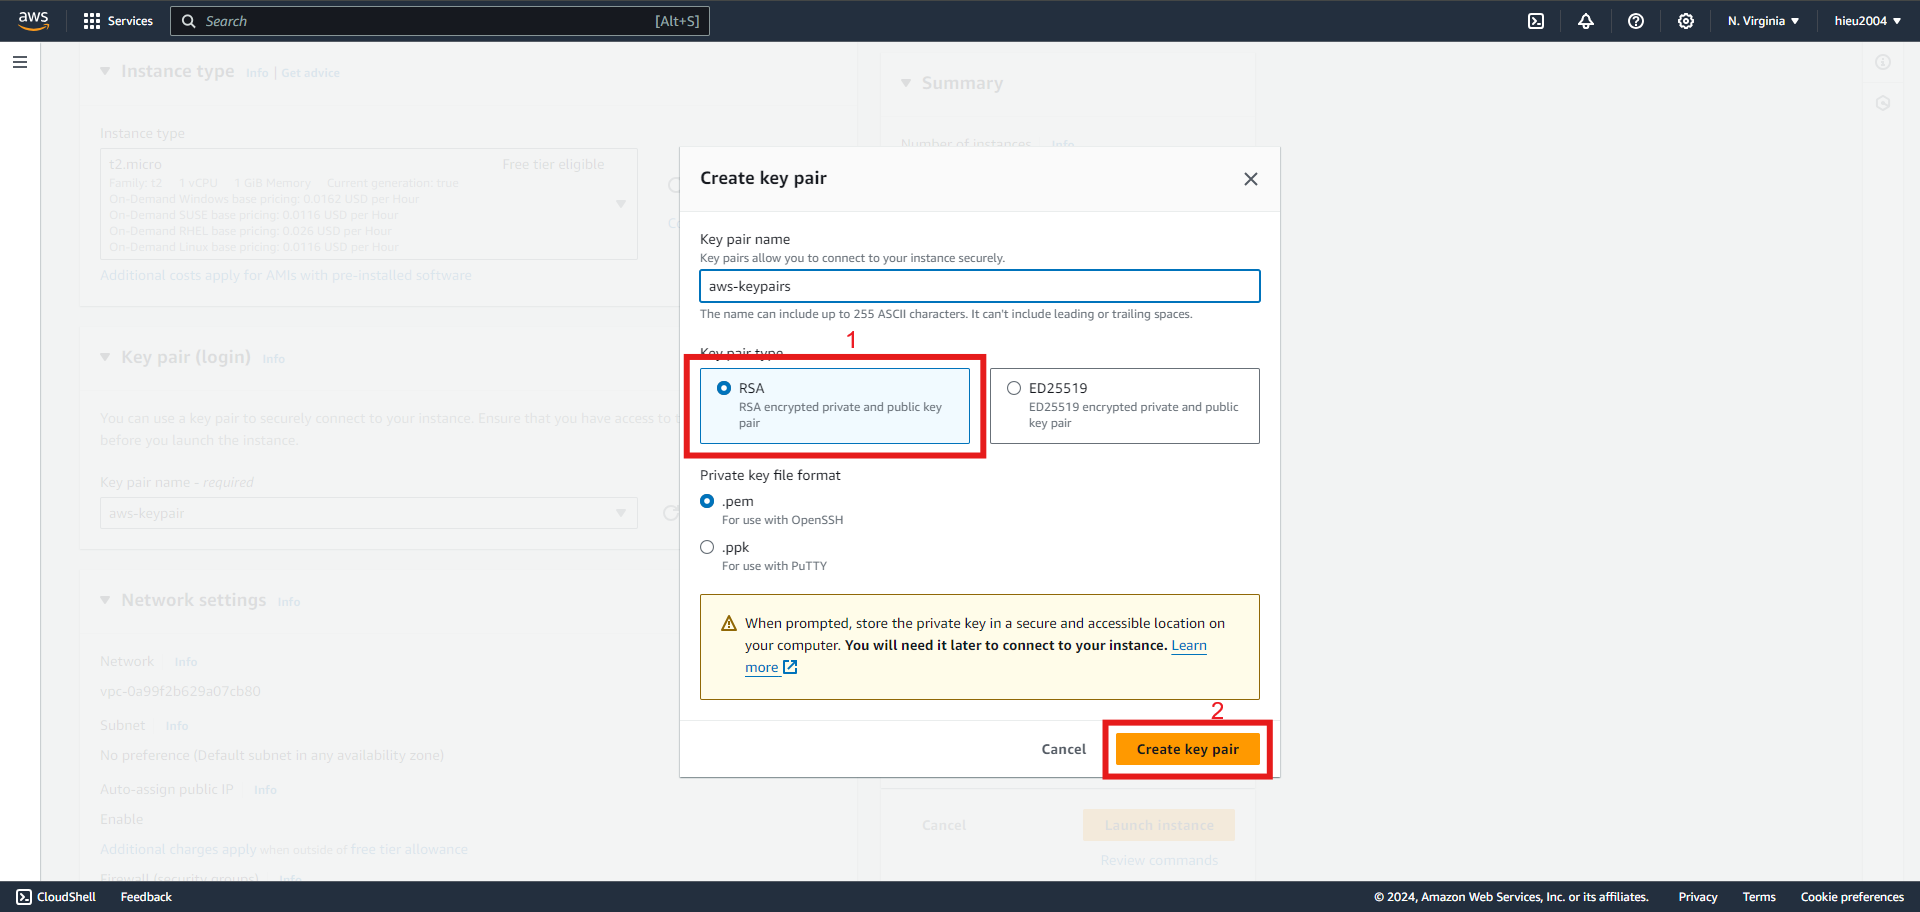 aws
Services
Search
[Alt+S]
N. Virginia
hieu2004
Instance type Info | Get advice
Instance type
t2.micro Free tier eligible
Family: t2 1 vCPU 1 GiB Memory Current generation: true
On-Demand Windows base pricing: 0.0162 USD per Hour
On-Demand SUSE base pricing: 0.0116 USD per Hour
On-Demand RHEL base pricing: 0.026 USD per Hour
On-Demand Linux base pricing: 0.0116 USD per Hour
Additional costs apply for AMIs with pre-installed software
Key pair (login) Info
You can use a key pair to securely connect to your instance. Ensure that you have access to
before you launch the instance.
Key pair name - required
aws-keypair
Network settings Info
Network Info
vpc-0a99f2b629a07cb80
Subnet Info
No preference (Default subnet in any availability zone)
Auto-assign public IP Info
Enable
Additional charges apply when outside of free tier allowance
Firewall (security groups) Info
Summary
Number of instances Info
Create key pair
Key pair name
Key pairs allow you to connect to your instance securely.
aws-keypairs
The name can include up to 255 ASCII characters. It can't include leading or trailing spaces.
1
Key pair type
RSA
RSA encrypted private and public key
pair
ED25519
ED25519 encrypted private and public
key pair
Private key file format
.pem
For use with OpenSSH
.ppk
For use with PuTTY
When prompted, store the private key in a secure and accessible location on
your computer. You will need it later to connect to your instance. Learn
more
2
Cancel
Create key pair
Cancel
Launch instance
Review commands
CloudShell
Feedback
© 2024, Amazon Web Services, Inc. or its affiliates.
Privacy
Terms
Cookie preferences